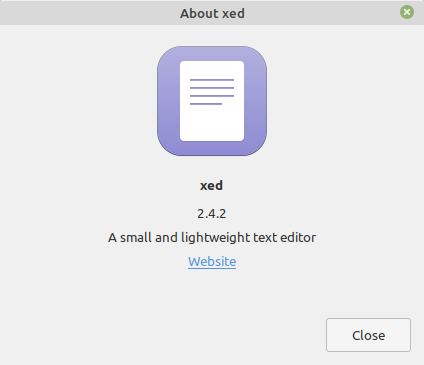 About xed
xed
2.4.2
A small and lightweight text editor
Website
Close